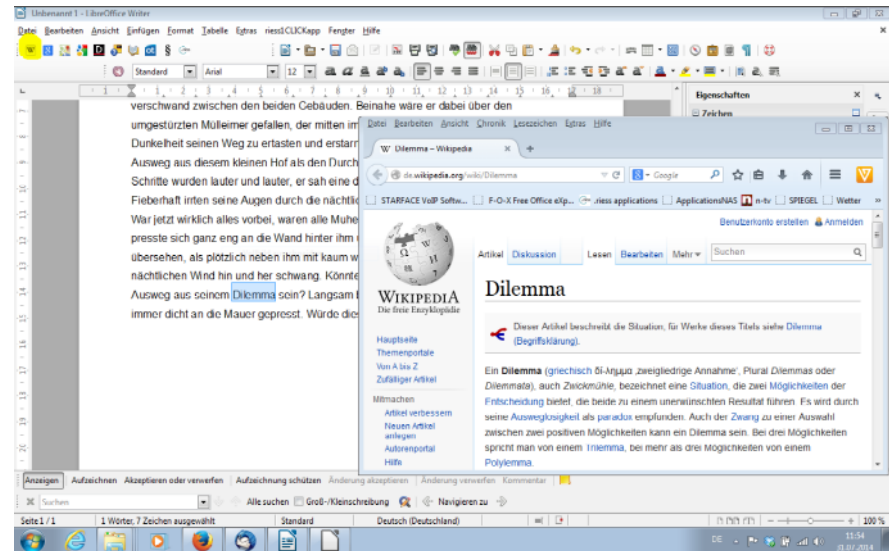 Unbenannt 1 - LibreOffice Writer
Datei Bearbeiten Ansicht Einfügen Format Tabelle Extras riess1CLICKapp Fenster Hilfe
Standard Arial 12
Eigenschaften
Zeichen
verschwand zwischen den beiden Gebäuden. Beinahe wäre er dabei über den
umgestürzten Mülleimer gefallen, der mitten im
Dunkelheit seinen Weg zu ertasten und erstarr
Ausweg aus diesem kleinen Hof als den Durch
Schritte wurden lauter und lauter, er sah eine d
Fieberhaft irrten seine Augen durch die nächtlic
War jetzt wirklich alles vorbei, waren alle Muhe
presste sich ganz eng an die Wand hinter ihm
übersehen, als plötzlich neben ihm mit kaum w
nächtlichen Wind hin und her schwang. Könnte
Ausweg aus seinem Dilemma sein? Langsam
immer dicht an die Mauer gepresst. Würde dies
Datei Bearbeiten Ansicht Chronik Lesezeichen Extras Hilfe
W Dilemma – Wikipedia
de.wikipedia.org/wiki/Dilemma
Google
STARFACE VoIP Softw... F-O-X Free Office eXp... .riess applications ApplicationsNAS n-tv SPIEGEL Wetter
Benutzerkonto erstellen Anmelden
Artikel Diskussion Lesen Bearbeiten Mehr Suchen
WIKIPEDIA
Die freie Enzyklopädie
Hauptseite
Themenportale
Von A bis Z
Zufälliger Artikel
Mitmachen
Artikel verbessern
Neuen Artikel
anlegen
Autorenportal
Hilfe
Dilemma
Dieser Artikel beschreibt die Situation, für Werke dieses Titels siehe Dilemma
(Begriffsklärung).
Ein Dilemma (griechisch δί-λημμα ‚zweigliedrige Annahme‘, Plural Dilemmas oder
Dilemmata), auch Zwickmühle, bezeichnet eine Situation, die zwei Möglichkeiten der
Entscheidung bietet, die beide zu einem unerwünschten Resultat führen. Es wird durch
seine Ausweglosigkeit als paradox empfunden. Auch der Zwang zu einer Auswahl
zwischen zwei positiven Möglichkeiten kann ein Dilemma sein. Bei drei Möglichkeiten
spricht man von einem Trilemma, bei mehr als drei Möglichkeiten von einem
Polylemma.
Anzeigen Aufzeichnen Akzeptieren oder verwerfen Aufzeichnung schützen Änderung akzeptieren Änderung verwerfen Kommentar
Suchen Alle suchen Groß-/Kleinschreibung Navigieren zu
Seite 1 / 1 1 Wörter, 7 Zeichen ausgewählt Standard Deutsch (Deutschland) 100 %
DE 11:54
31.07.2014